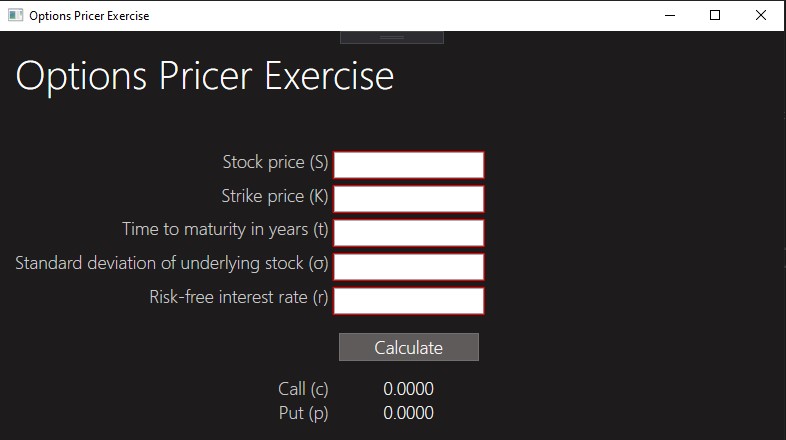 Options Pricer Exercise
Options Pricer Exercise
Stock price (S)
Strike price (K)
Time to maturity in years (t)
Standard deviation of underlying stock (σ)
Risk-free interest rate (r)
Calculate
Call (c) 0.0000
Put (p) 0.0000